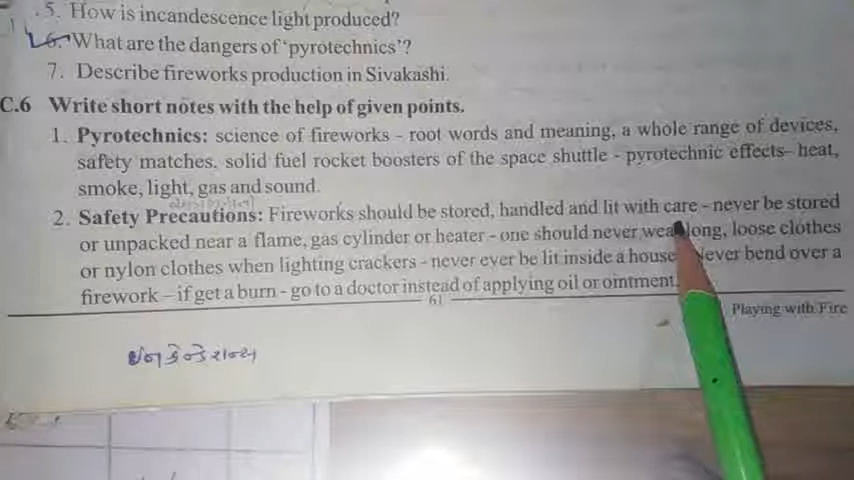 5. How is incandescence light produced?
6. What are the dangers of 'pyrotechnics'?
7. Describe fireworks production in Sivakashi.
C.6 Write short notes with the help of given points.
1. Pyrotechnics: science of fireworks - root words and meaning, a whole range of devices,
safety matches. solid fuel rocket boosters of the space shuttle - pyrotechnic effects- heat,
smoke, light, gas and sound.
2. Safety Precautions: Fireworks should be stored, handled and lit with care - never be stored
or unpacked near a flame, gas cylinder or heater - one should never wear long, loose clothes
or nylon clothes when lighting crackers - never ever be lit inside a house. Never bend over a
firework - if get a burn - go to a doctor instead of applying oil or ointment.
61
Playing with Fire
ઇનકેન્ડેસન્સ